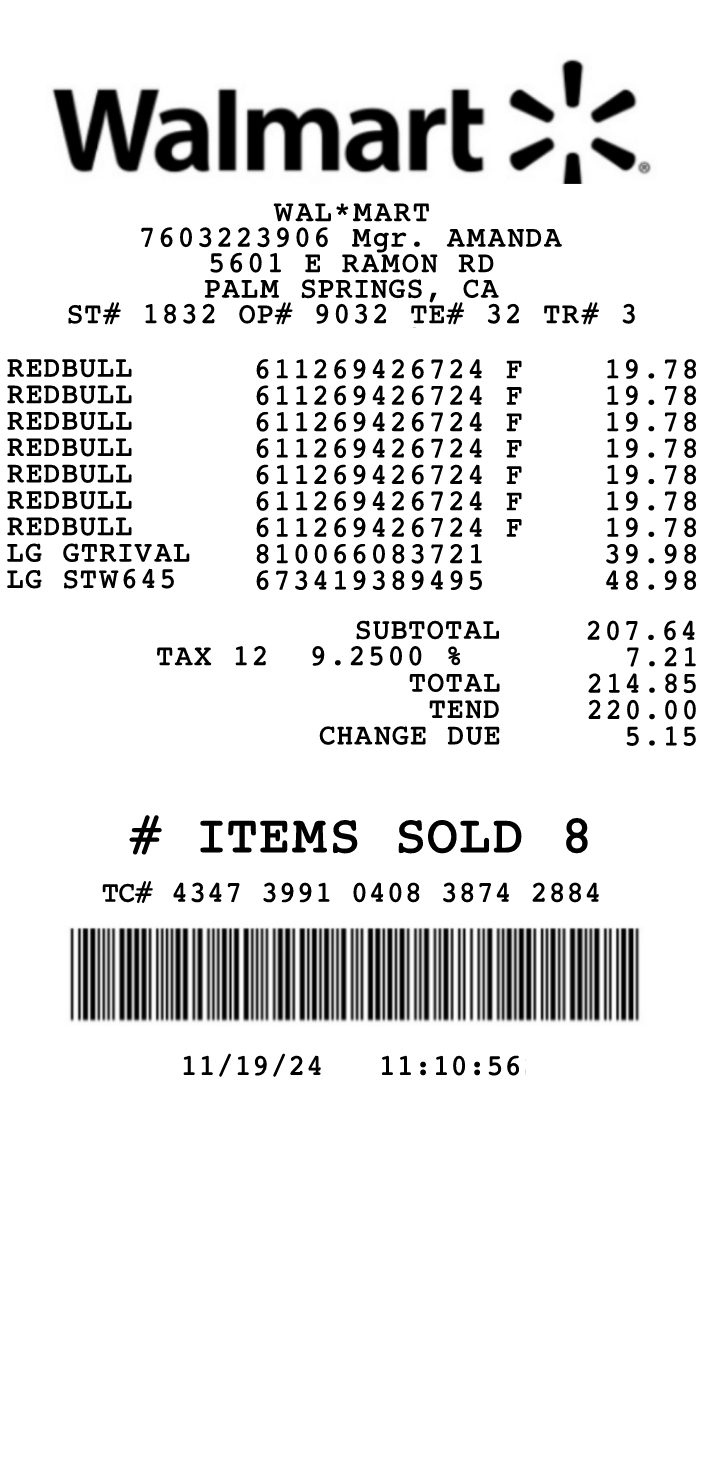 Walmart
WAL*MART
7603223906 Mgr. AMANDA
5601 E RAMON RD
PALM SPRINGS, CA
ST# 1832 OP# 9032 TE# 32 TR# 3
REDBULL 611269426724 F 19.78
REDBULL 611269426724 F 19.78
REDBULL 611269426724 F 19.78
REDBULL 611269426724 F 19.78
REDBULL 611269426724 F 19.78
REDBULL 611269426724 F 19.78
REDBULL 611269426724 F 19.78
LG GTRIVAL 810066083721 39.98
LG STW645 673419389495 48.98
SUBTOTAL 207.64
TAX 12 9.2500 % 7.21
TOTAL 214.85
TEND 220.00
CHANGE DUE 5.15
# ITEMS SOLD 8
TC# 4347 3991 0408 3874 2884
11/19/24 11:10:56